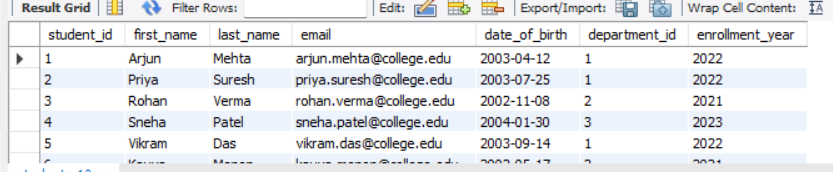 Result Grid Filter Rows: Edit: Export/Import: Wrap Cell Content: IA
student_id first_name last_name email date_of_birth department_id enrollment_year
1 Arjun Mehta arjun.mehta@college.edu 2003-04-12 1 2022
2 Priya Suresh priya.suresh@college.edu 2003-07-25 1 2022
3 Rohan Verma rohan.verma@college.edu 2002-11-08 2 2021
4 Sneha Patel sneha.patel@college.edu 2004-01-30 3 2023
5 Vikram Das vikram.das@college.edu 2003-09-14 1 2022